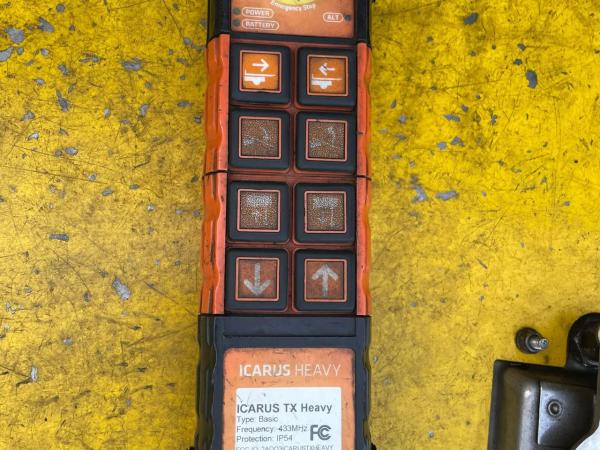 Emergency Stop
POWER
BATTERY
ALT
ICARUS HEAVY
ICARUS TX Heavy
Type: Basic
Frequency: 433MHz
Protection: IP54
FC